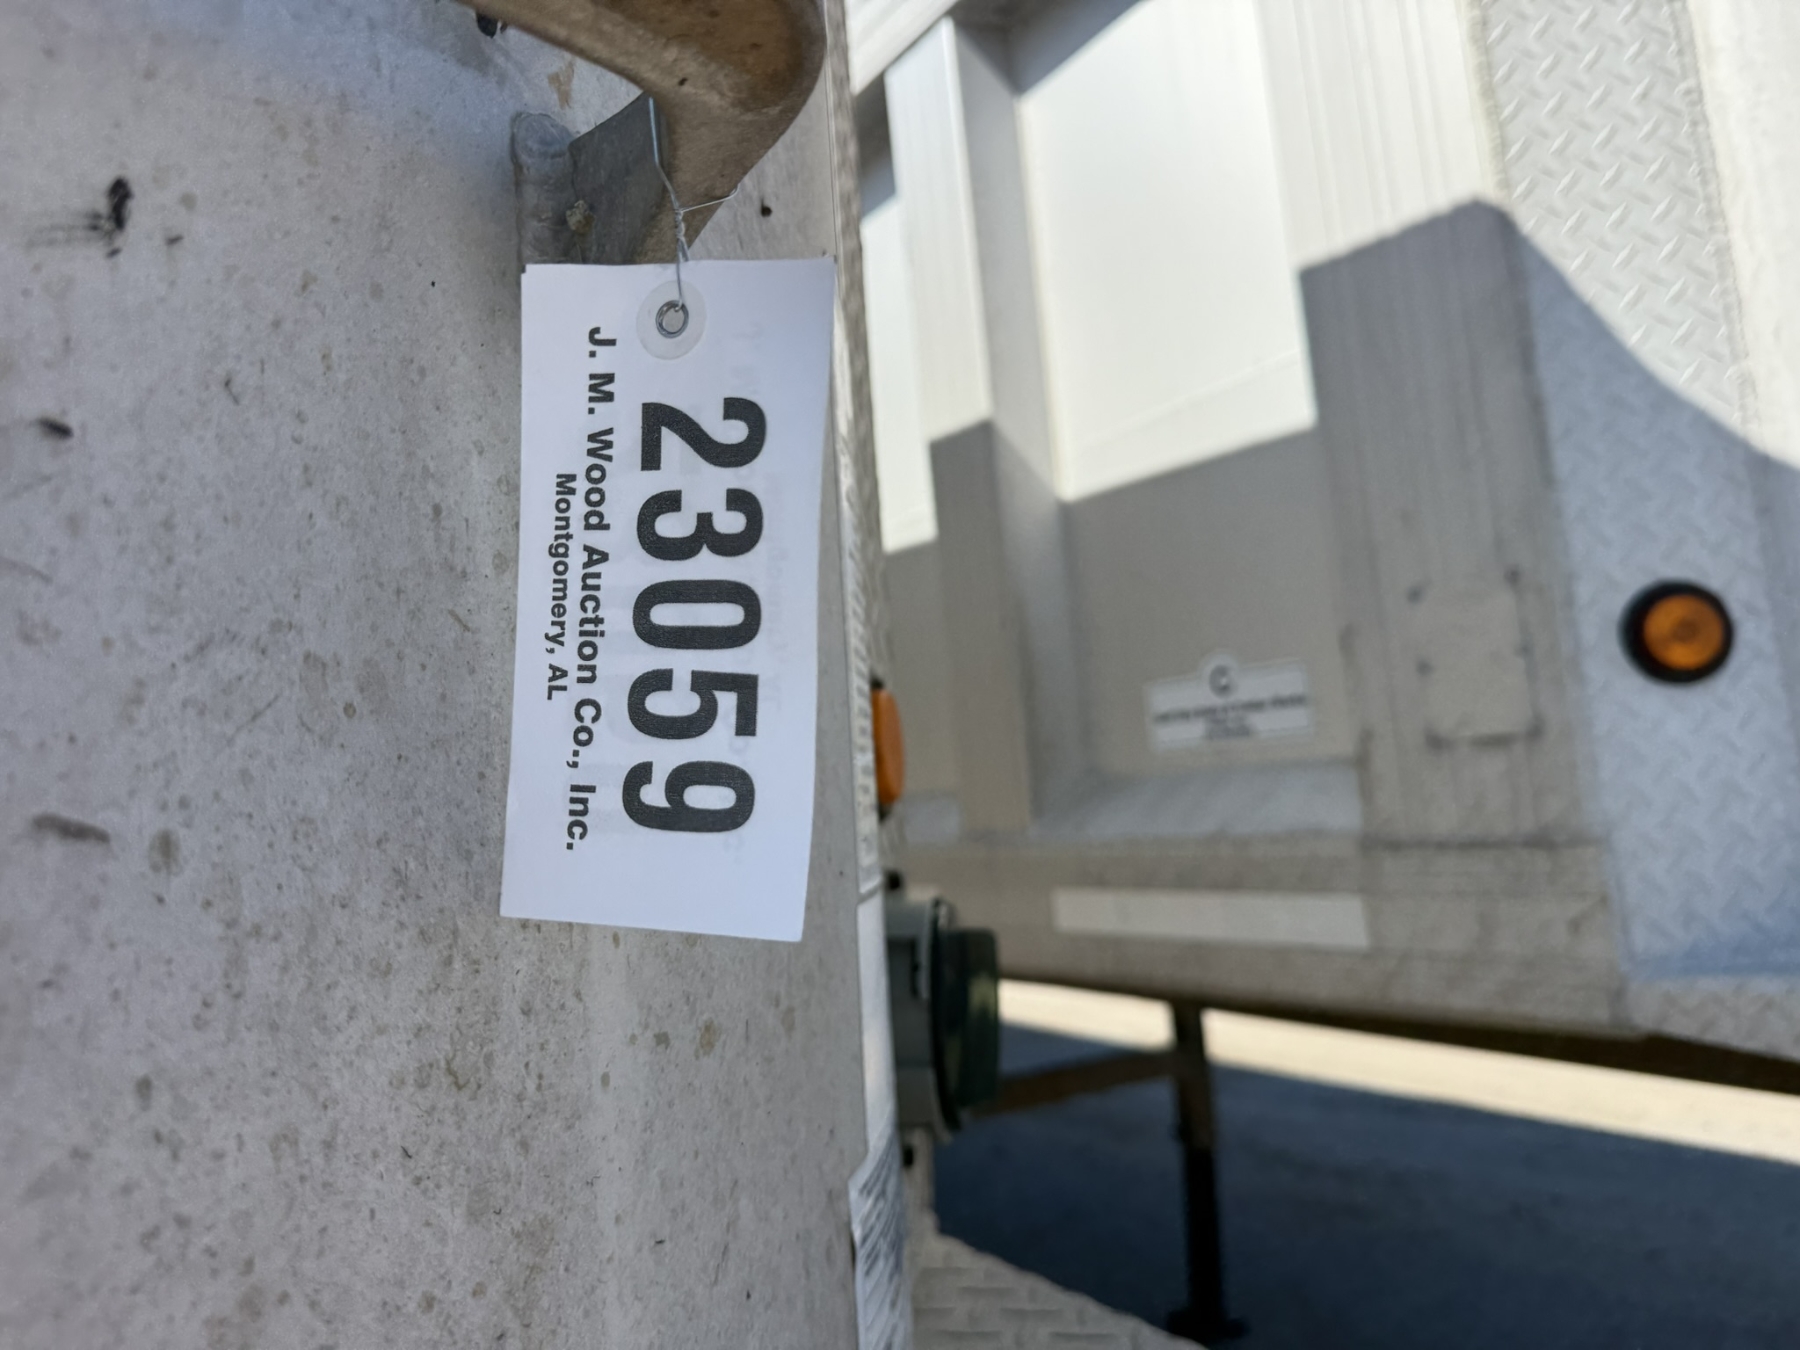 23059
J. M. Wood Auction Co., Inc.
Montgomery, AL
C